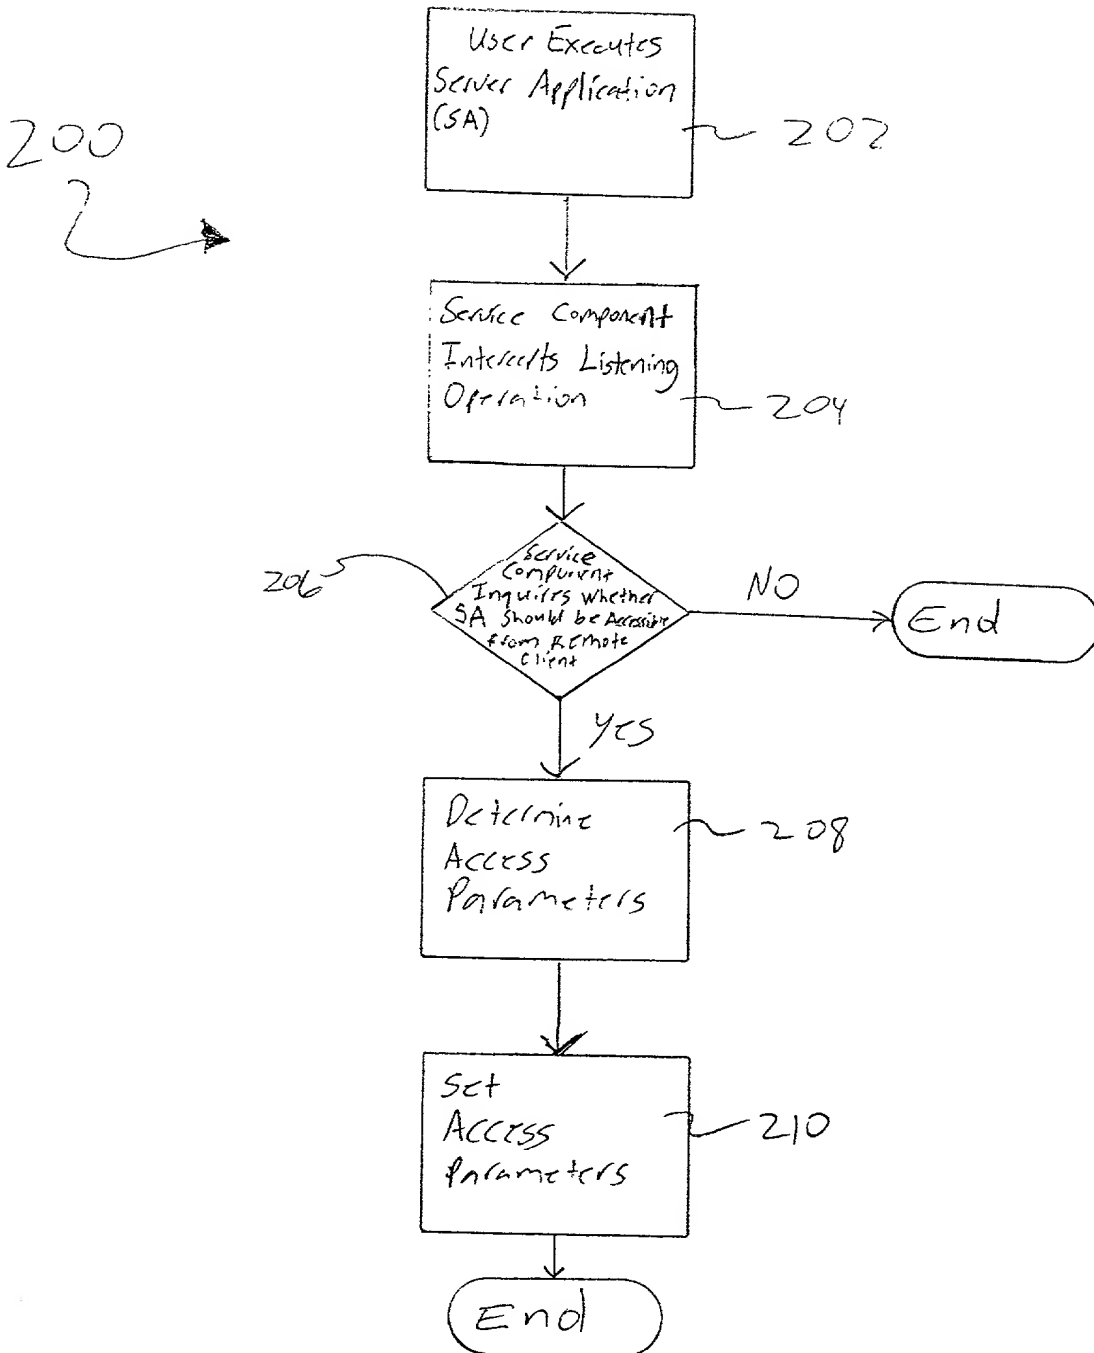 User Executes
Server Application
(SA)
202
200
Service Component
Intercepts Listening
Operation
204
206
Service
Component
Inquires Whether
SA Should be Accessible
from Remote
Client
NO
End
Yes
Determine
Access
Parameters
208
Set
Access
Parameters
210
End